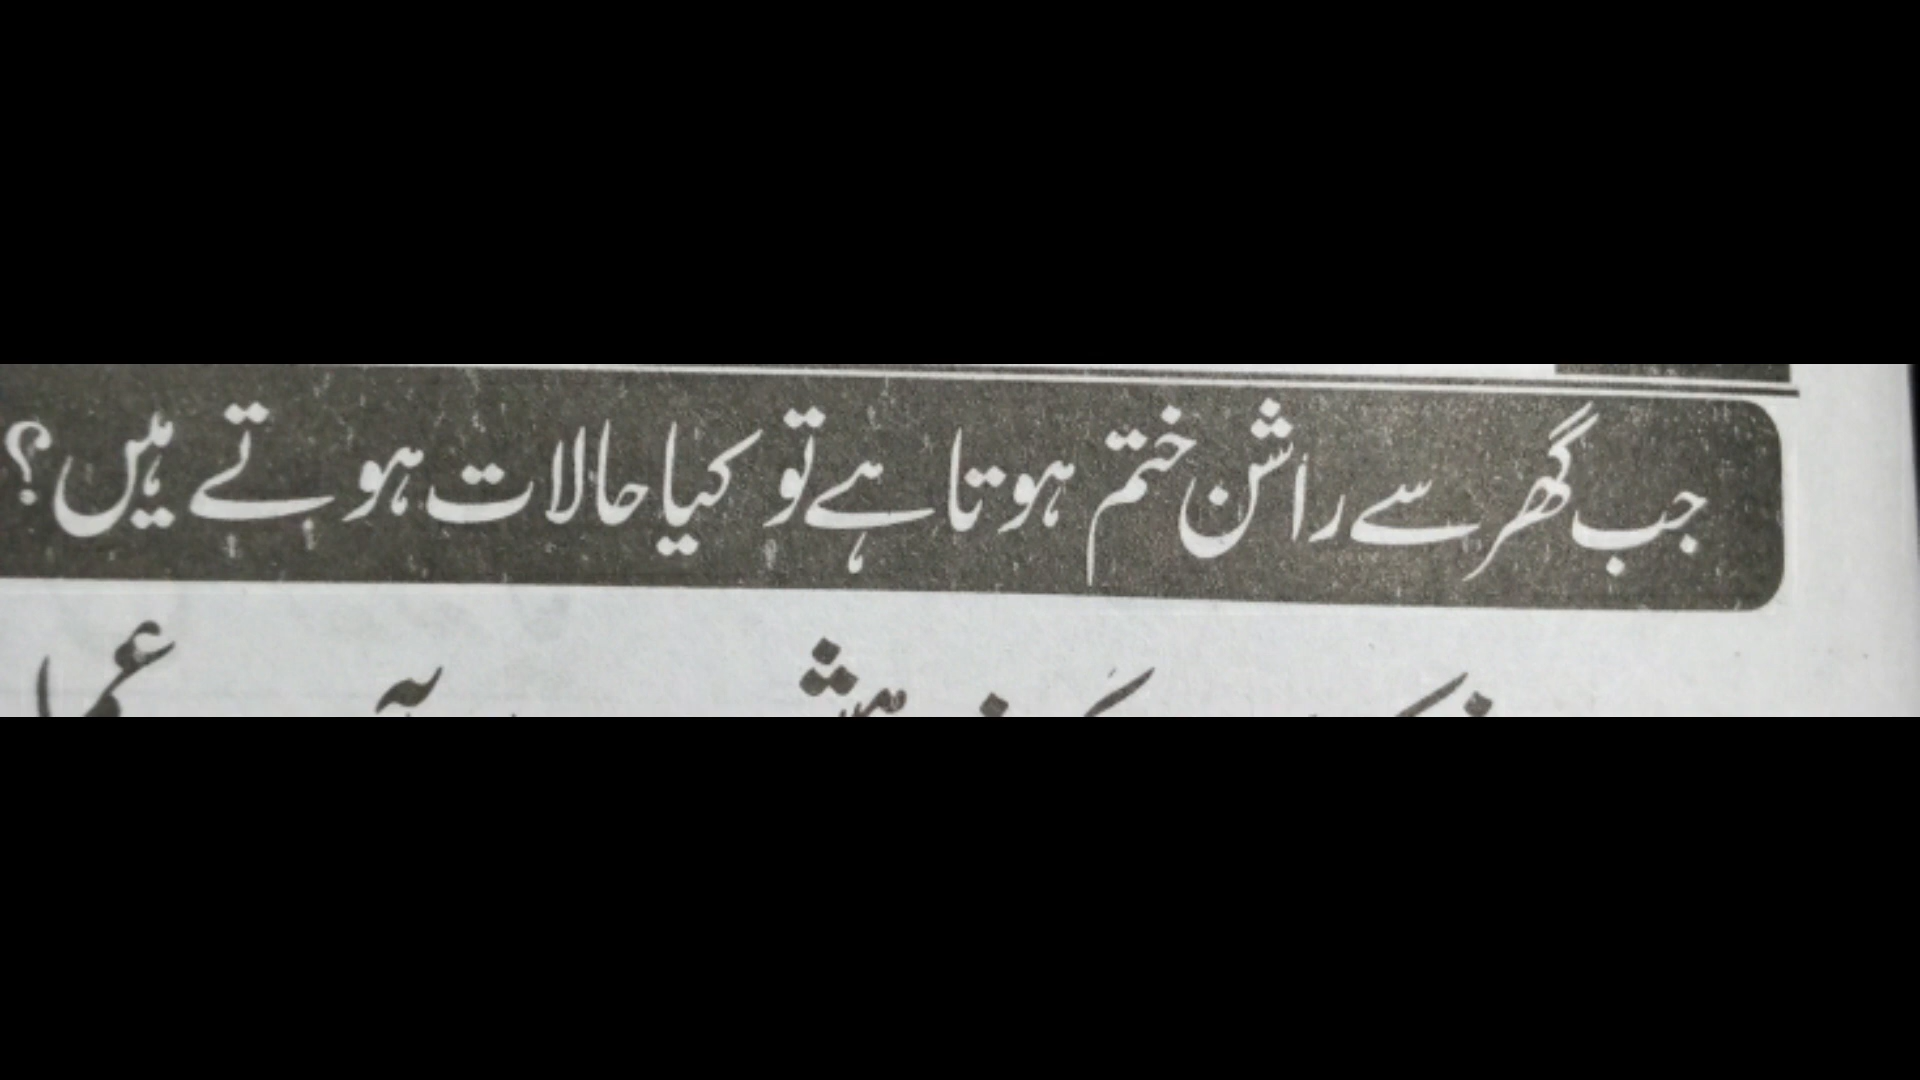 جب گھر سے راشن ختم ہوتا ہے تو کیا حالات ہوتے ہیں؟